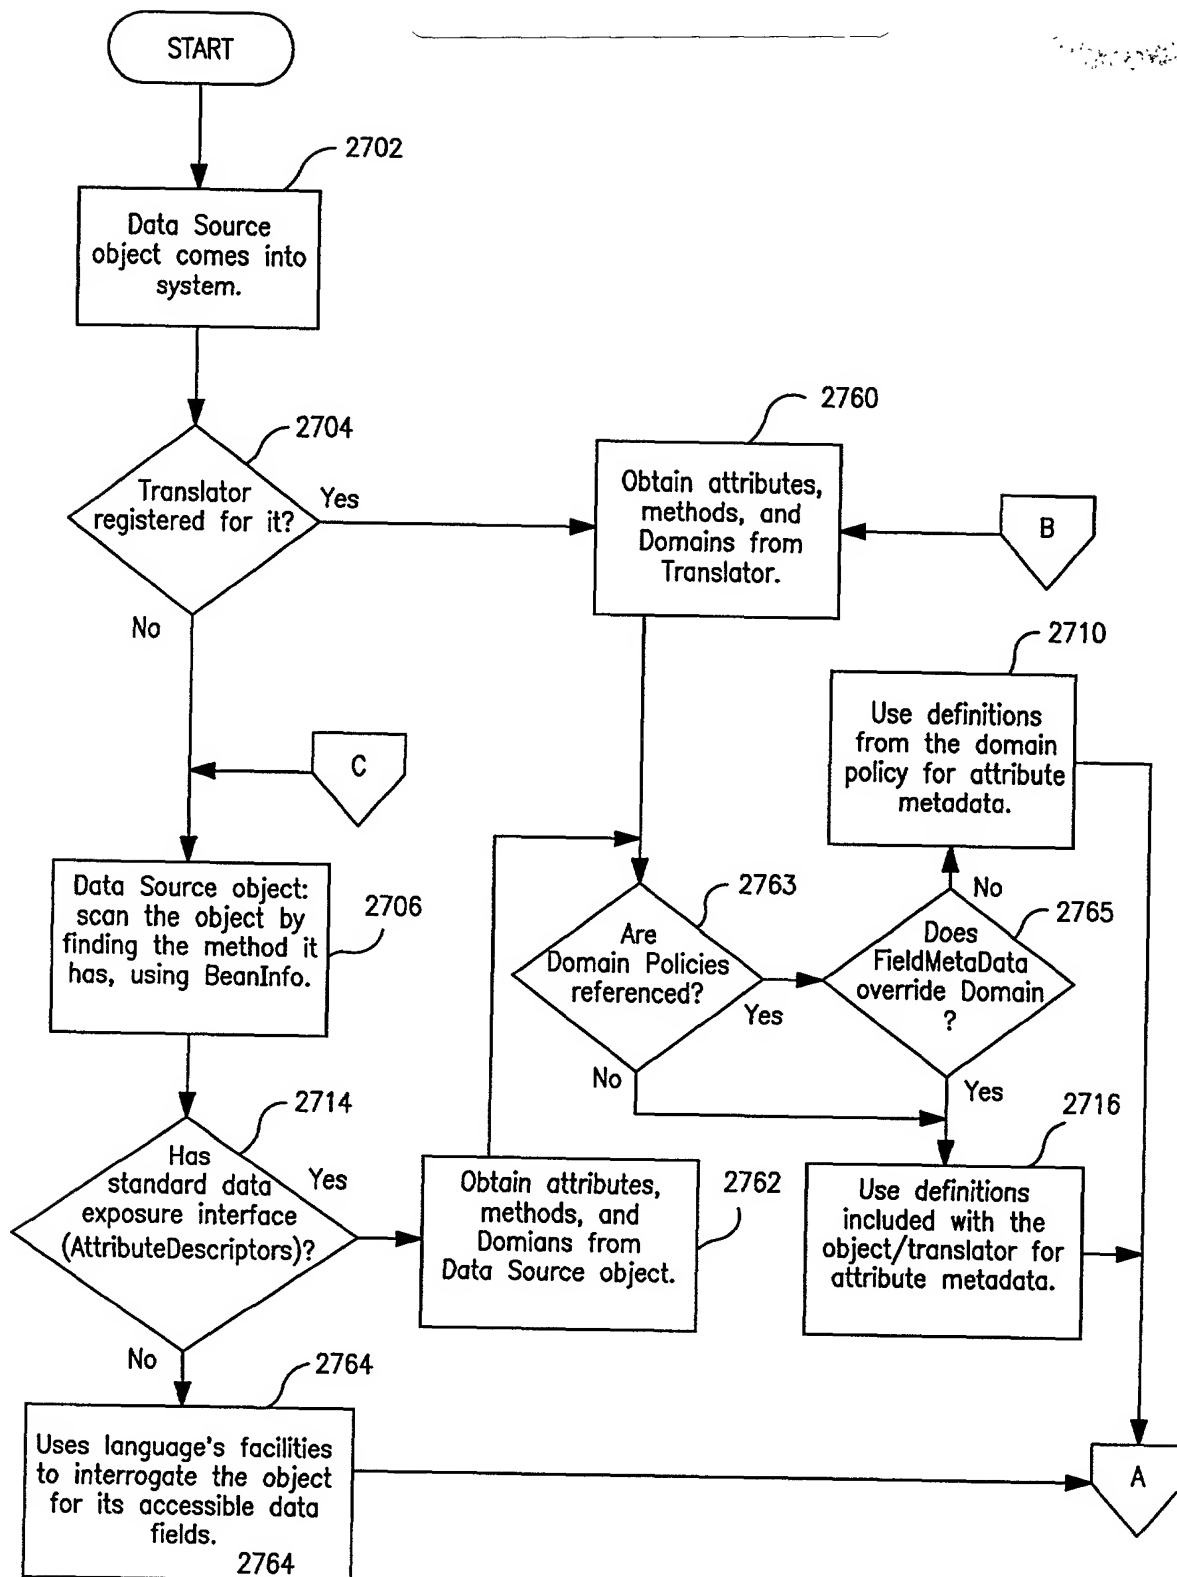 START
2702
Data Source
object comes into
system.
2704
Translator
registered for it?
Yes
No
2760
Obtain attributes,
methods, and
Domains from
Translator.
B
C
2710
Use definitions
from the domain
policy for attribute
metadata.
Data Source object:
scan the object by
finding the method it
has, using BeanInfo.
2706
2763
Are
Domain Policies
referenced?
Yes
No
No
2765
Does
FieldMetaData
override Domain
?
Yes
2714
Has
standard data
exposure interface
(AttributeDescriptors)?
Yes
No
Obtain attributes,
methods, and
Domians from
Data Source object.
2762
2716
Use definitions
included with the
object/translator for
attribute metadata.
2764
Uses language's facilities
to interrogate the object
for its accessible data
fields.
2764
A